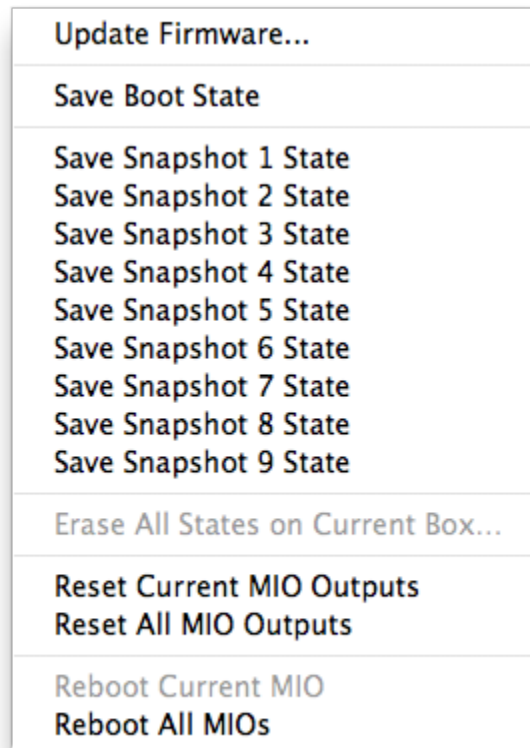 Update Firmware...
Save Boot State
Save Snapshot 1 State
Save Snapshot 2 State
Save Snapshot 3 State
Save Snapshot 4 State
Save Snapshot 5 State
Save Snapshot 6 State
Save Snapshot 7 State
Save Snapshot 8 State
Save Snapshot 9 State
Erase All States on Current Box...
Reset Current MIO Outputs
Reset All MIO Outputs
Reboot Current MIO
Reboot All MIOs